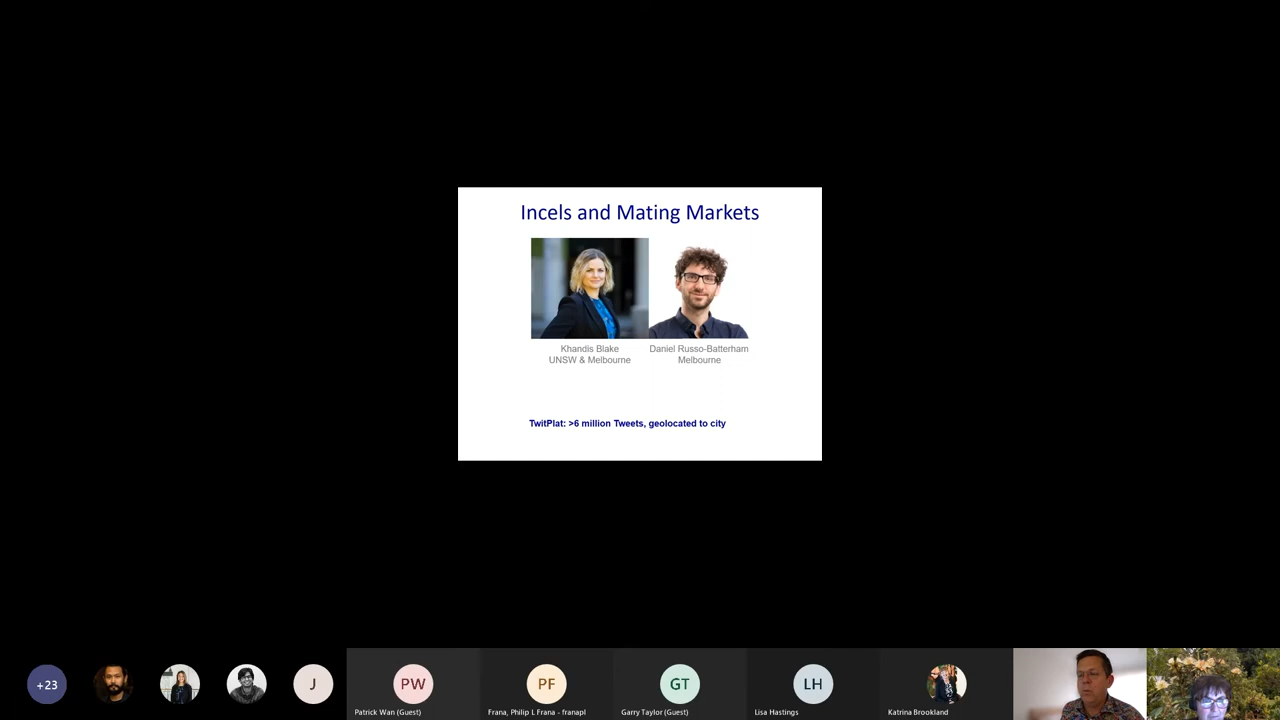 Incels and Mating Markets
Khandis Blake
UNSW & Melbourne
Daniel Russo-Batterham
Melbourne
TwitPlat: >6 million Tweets, geolocated to city
+23
J
PW
PF
GT
LH
Patrick Wan (Guest)
Frana, Philip L Frana - franapl
Garry Taylor (Guest)
Lisa Hastings
Katrina Brookland